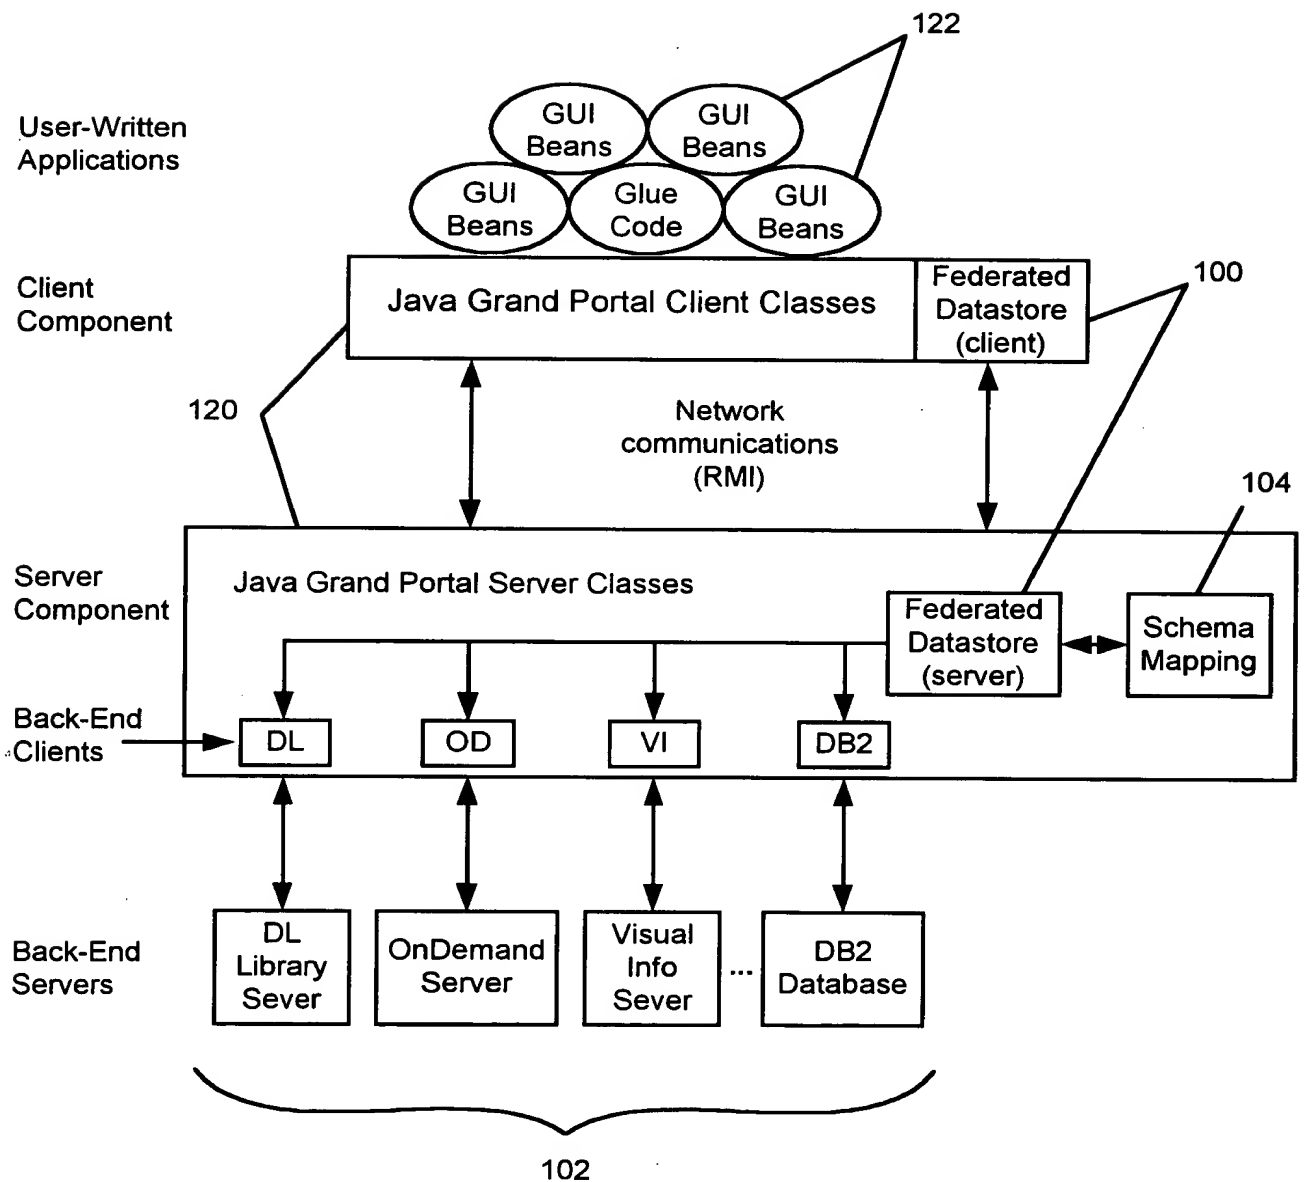 122
User-Written
Applications
GUI
Beans
GUI
Beans
GUI
Beans
Glue
Code
GUI
Beans
Client
Component
Java Grand Portal Client Classes
Federated
Datastore
(client)
100
120
Network
communications
(RMI)
104
Server
Component
Java Grand Portal Server Classes
Federated
Datastore
(server)
Schema
Mapping
Back-End
Clients
DL
OD
VI
DB2
Back-End
Servers
DL
Library
Sever
OnDemand
Server
Visual
Info
Sever
...
DB2
Database
102